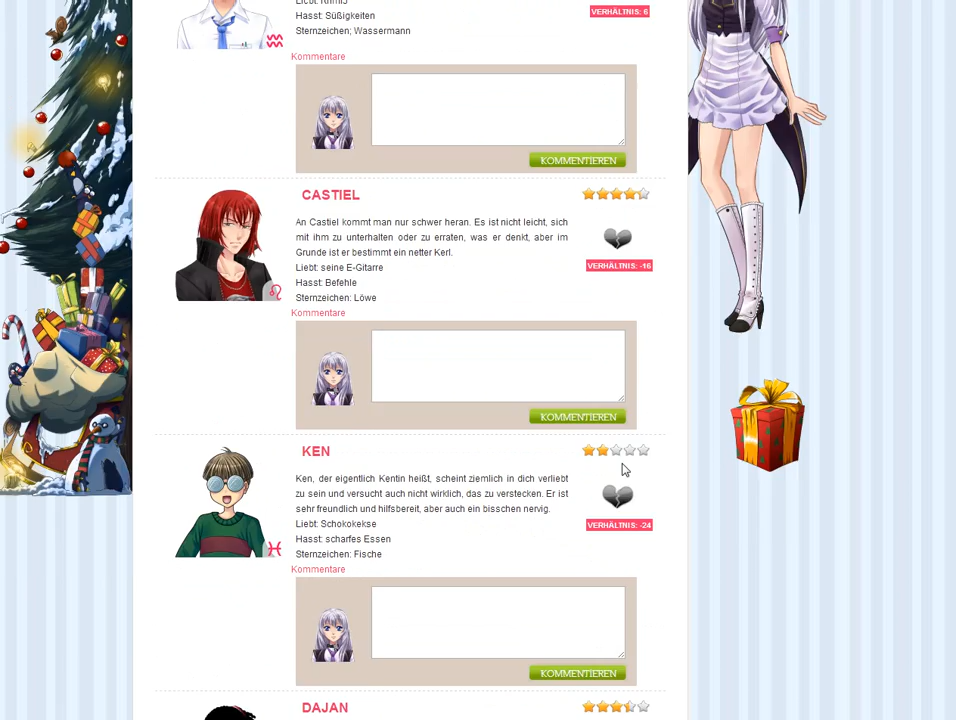 Liebt: Krimis
Hasst: Süßigkeiten
Sternzeichen; Wassermann
VERHÄLTNIS: 6
Kommentare
KOMMENTIEREN
CASTIEL
An Castiel kommt man nur schwer heran. Es ist nicht leicht, sich
mit ihm zu unterhalten oder zu erraten, was er denkt, aber im
Grunde ist er bestimmt ein netter Kerl.
Liebt: seine E-Gitarre
Hasst: Befehle
Sternzeichen: Löwe
VERHÄLTNIS: -16
Kommentare
KOMMENTIEREN
KEN
Ken, der eigentlich Kentin heißt, scheint ziemlich in dich verliebt
zu sein und versucht auch nicht wirklich, das zu verstecken. Er ist
sehr freundlich und hilfsbereit, aber auch ein bisschen nervig.
Liebt: Schokokekse
Hasst: scharfes Essen
Sternzeichen: Fische
VERHÄLTNIS: -24
Kommentare
KOMMENTIEREN
DAJAN